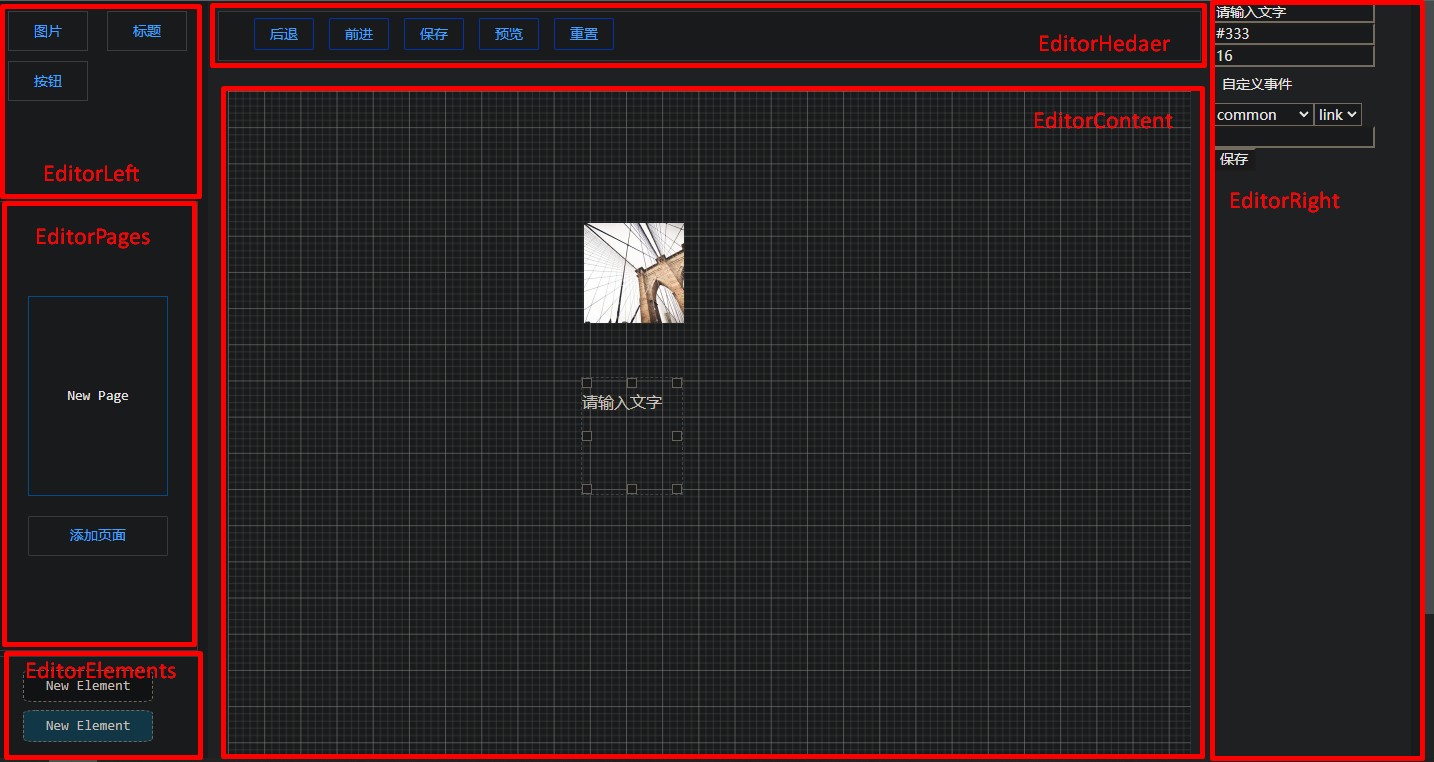 图片 标题
按钮
EditorLeft
EditorPages
New Page
添加页面
EditorElements
New Element
New Element
后退 前进 保存 预览 重置
EditorHedaer
EditorContent
请输入文字
请输入文字
#333
16
自定义事件
common link
保存
EditorRight